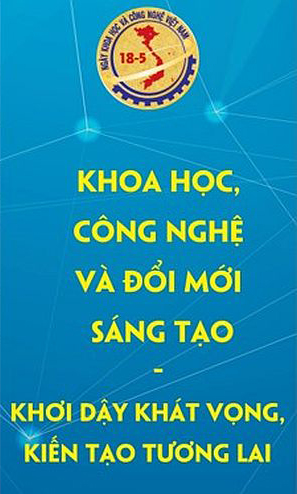 NGÀY KHOA HỌC VÀ CÔNG NGHỆ VIỆT NAM
18-5
KHOA HỌC,
CÔNG NGHỆ
VÀ ĐỔI MỚI
SÁNG TẠO
-
KHƠI DẬY KHÁT VỌNG,
KIẾN TẠO TƯƠNG LAI